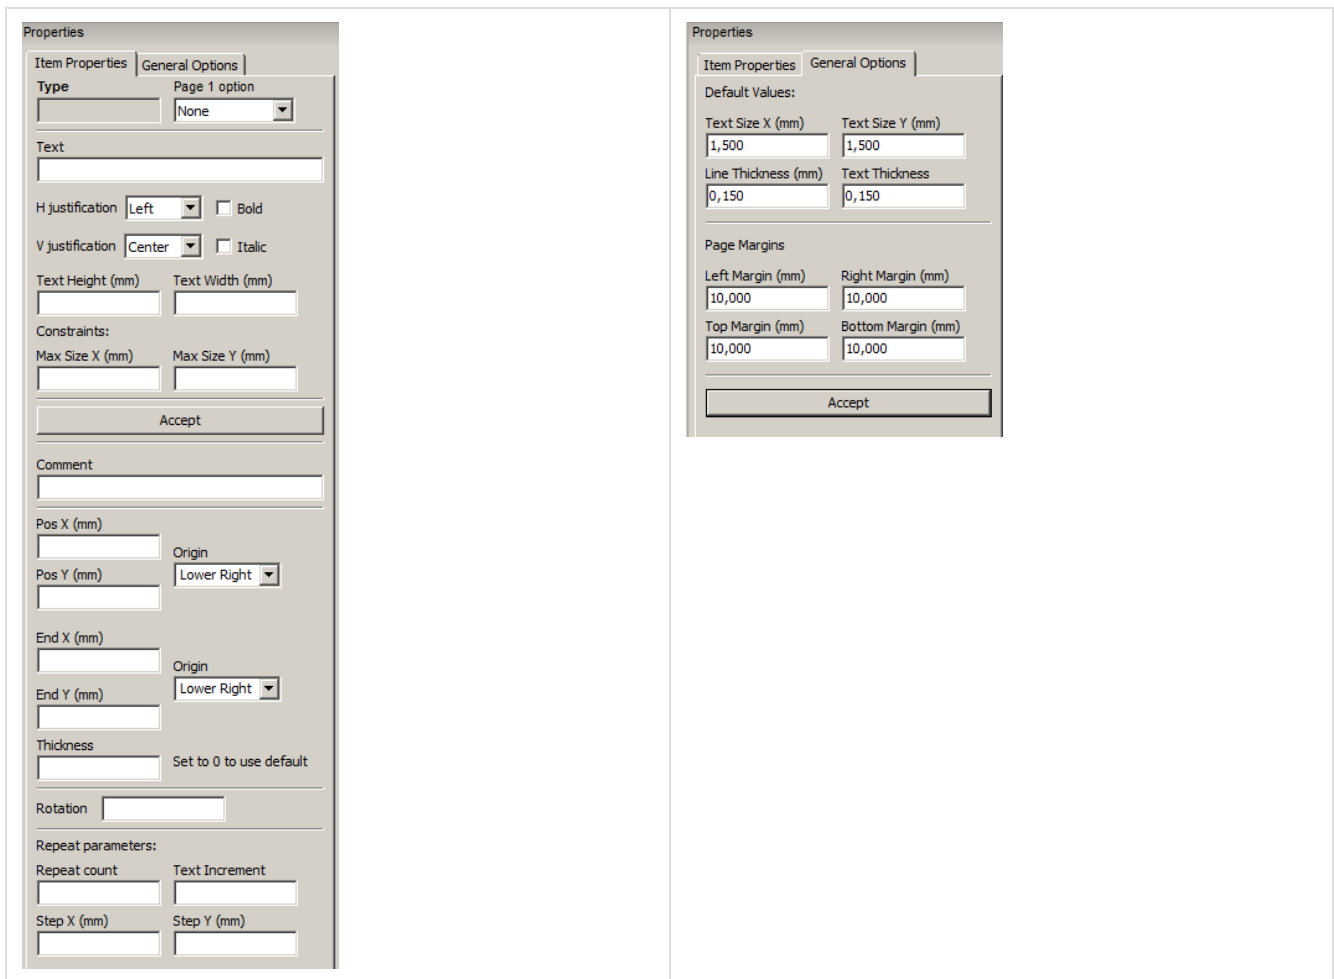 Properties
Item Properties General Options
Type Page 1 option
None
Text
H justification Left Bold
V justification Center Italic
Text Height (mm) Text Width (mm)
Constraints:
Max Size X (mm) Max Size Y (mm)
Accept
Comment
Pos X (mm)
Origin
Pos Y (mm) Lower Right
End X (mm)
Origin
End Y (mm) Lower Right
Thickness
Set to 0 to use default
Rotation
Repeat parameters:
Repeat count Text Increment
Step X (mm) Step Y (mm)
Properties
Item Properties General Options
Default Values:
Text Size X (mm) Text Size Y (mm)
1,500 1,500
Line Thickness (mm) Text Thickness
0,150 0,150
Page Margins
Left Margin (mm) Right Margin (mm)
10,000 10,000
Top Margin (mm) Bottom Margin (mm)
10,000 10,000
Accept